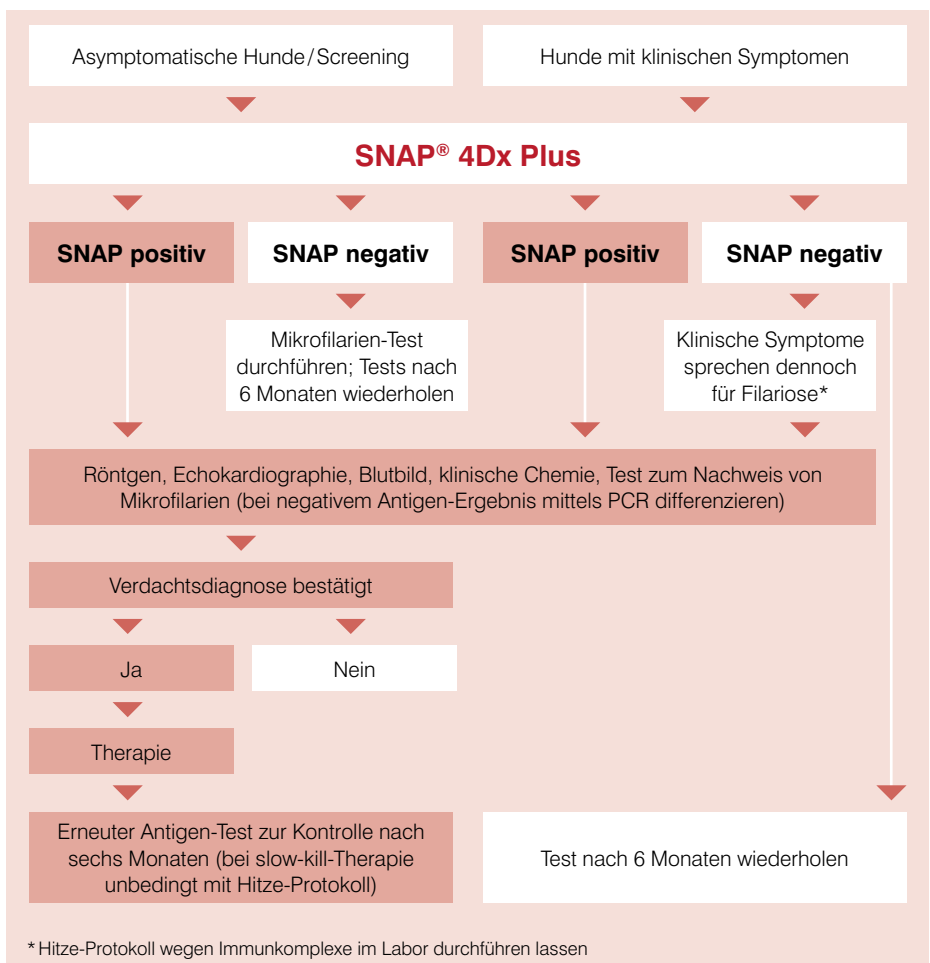 Asymptomatische Hunde/Screening
Hunde mit klinischen Symptomen
SNAP® 4Dx Plus
SNAP positiv
SNAP negativ
SNAP positiv
SNAP negativ
Mikrofilarien-Test
durchführen; Tests nach
6 Monaten wiederholen
Klinische Symptome
sprechen dennoch
für Filariose*
Röntgen, Echokardiographie, Blutbild, klinische Chemie, Test zum Nachweis von
Mikrofilarien (bei negativem Antigen-Ergebnis mittels PCR differenzieren)
Verdachtsdiagnose bestätigt
Ja
Nein
Therapie
Erneuter Antigen-Test zur Kontrolle nach
sechs Monaten (bei slow-kill-Therapie
unbedingt mit Hitze-Protokoll)
Test nach 6 Monaten wiederholen
* Hitze-Protokoll wegen Immunkomplexe im Labor durchführen lassen